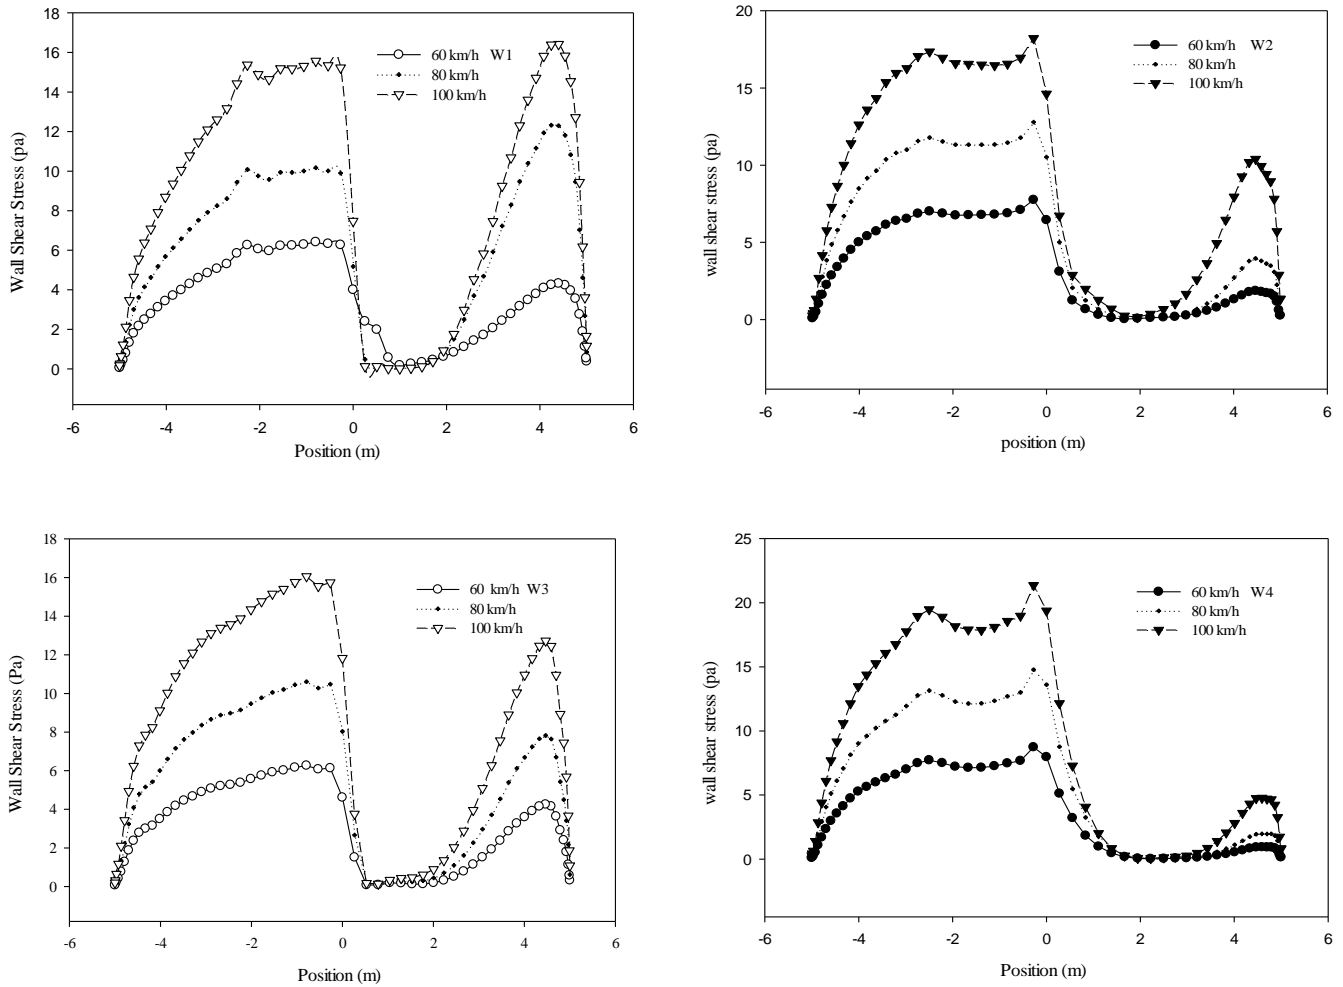 18
16
14
12
10
8
6
4
2
0
Wall Shear Stress (pa)
60 km/h W1
80 km/h
100 km/h
-6 -4 -2 0 2 4 6
Position (m)
20
15
10
5
0
wall shear stress (pa)
60 km/h W2
80 km/h
100 km/h
-6 -4 -2 0 2 4 6
position (m)
18
16
14
12
10
8
6
4
2
0
Wall Shear Stress (Pa)
60 km/h W3
80 km/h
100 km/h
-6 -4 -2 0 2 4 6
Position (m)
25
20
15
10
5
0
wall shear stress (pa)
60 km/h W4
80 km/h
100 km/h
-6 -4 -2 0 2 4 6
Position (m)